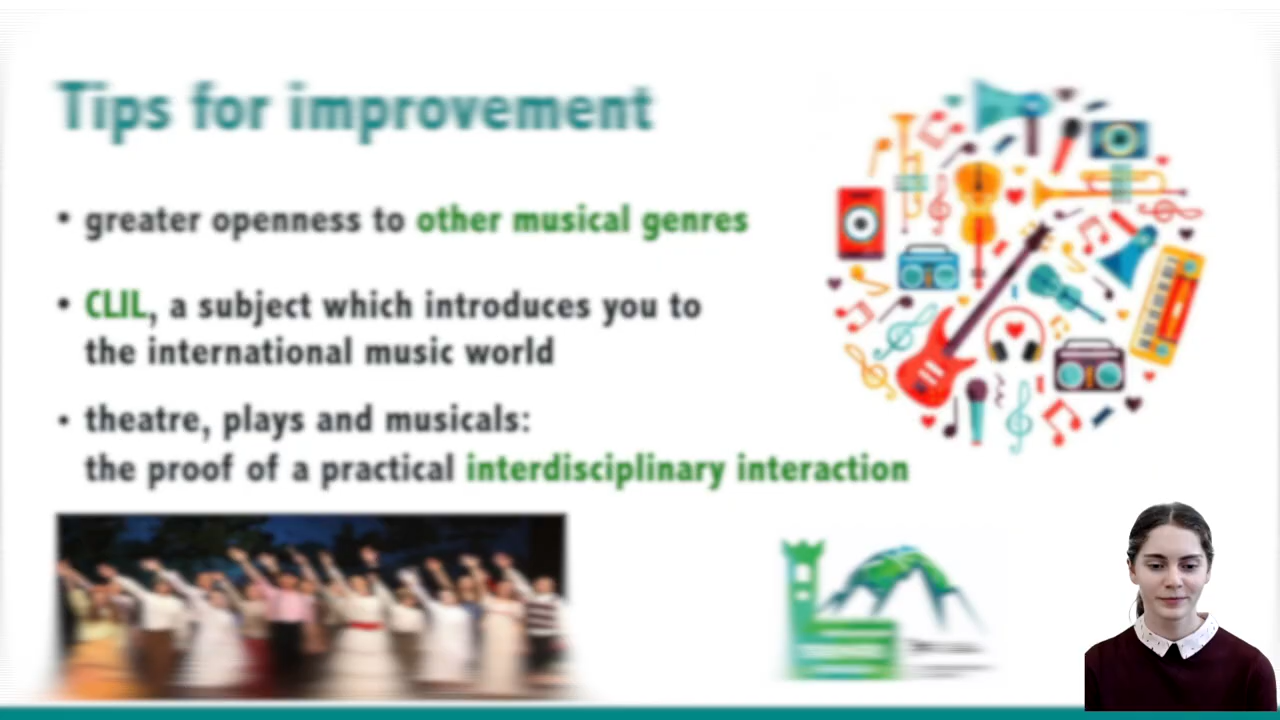 Tips for improvement
• greater openness to other musical genres
• CLIL, a subject which introduces you to
the international music world
• theatre, plays and musicals:
the proof of a practical interdisciplinary interaction